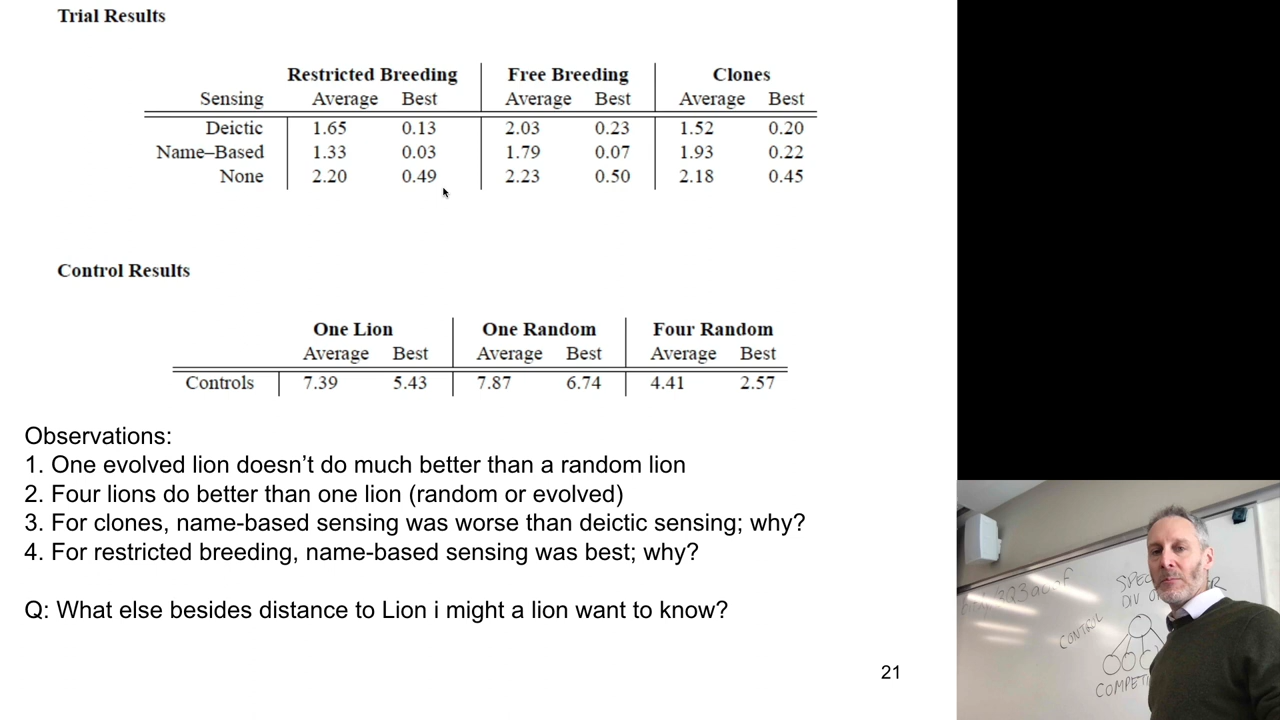 Trial Results
Restricted Breeding Free Breeding Clones
Sensing Average Best Average Best Average Best
Deictic 1.65 0.13 2.03 0.23 1.52 0.20
Name–Based 1.33 0.03 1.79 0.07 1.93 0.22
None 2.20 0.49 2.23 0.50 2.18 0.45
Control Results
One Lion One Random Four Random
Average Best Average Best Average Best
Controls 7.39 5.43 7.87 6.74 4.41 2.57
Observations:
1. One evolved lion doesn’t do much better than a random lion
2. Four lions do better than one lion (random or evolved)
3. For clones, name-based sensing was worse than deictic sensing; why?
4. For restricted breeding, name-based sensing was best; why?
Q: What else besides distance to Lion i might a lion want to know?
21
SPEC
DIV
CONTROL
COMPETI